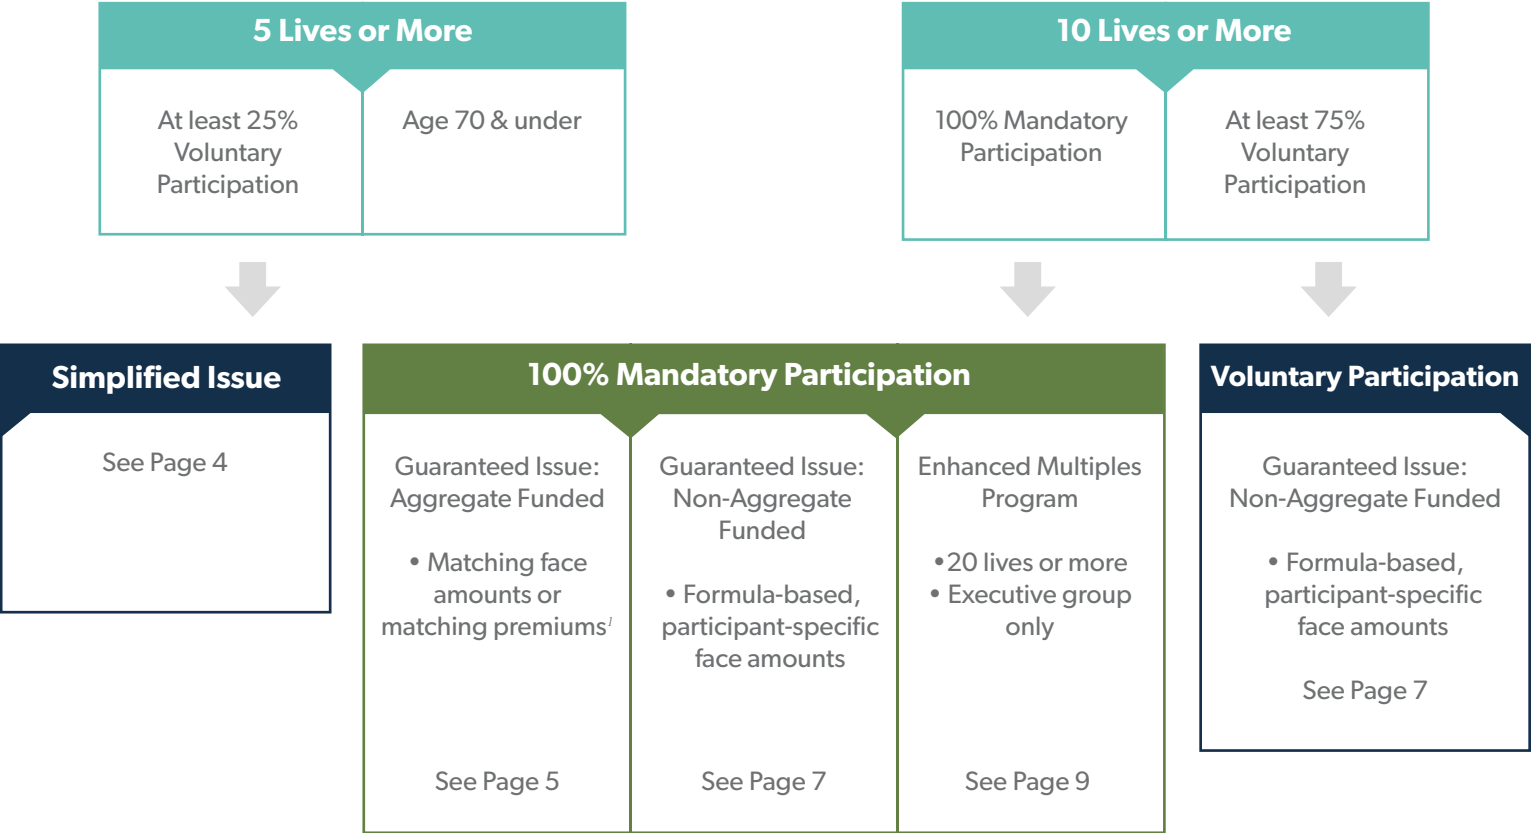 5 Lives or More
At least 25%
Voluntary
Participation
Age 70 & under
10 Lives or More
100% Mandatory
Participation
At least 75%
Voluntary
Participation
Simplified Issue
See Page 4
100% Mandatory Participation
Guaranteed Issue:
Aggregate Funded
• Matching face
amounts or
matching premiums¹
See Page 5
Guaranteed Issue:
Non-Aggregate
Funded
• Formula-based,
participant-specific
face amounts
See Page 7
Enhanced Multiples
Program
•20 lives or more
• Executive group
only
See Page 9
Voluntary Participation
Guaranteed Issue:
Non-Aggregate Funded
• Formula-based,
participant-specific
face amounts
See Page 7